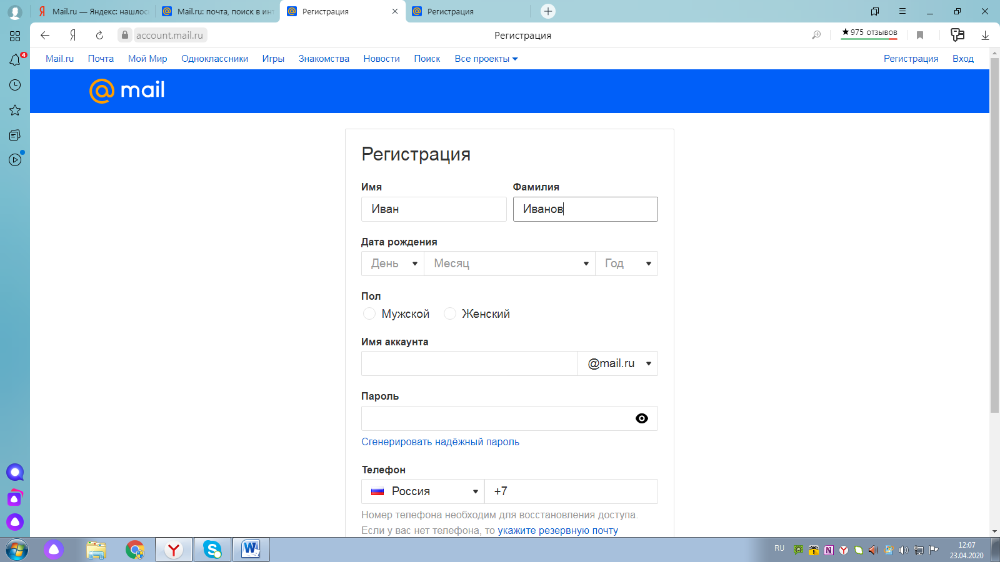 Mail.ru — Яндекс: нашлось
Mail.ru: почта, поиск в инт
Регистрация
Регистрация
account.mail.ru
Регистрация
★975 отзывов
4
Mail.ru Почта Мой Мир Одноклассники Игры Знакомства Новости Поиск Все проекты Регистрация Вход
@mail
Регистрация
Имя Фамилия
Иван Иванов
Дата рождения
День Месяц Год
Пол
Мужской Женский
Имя аккаунта
@mail.ru
Пароль
Сгенерировать надёжный пароль
Телефон
Россия +7
Номер телефона необходим для восстановления доступа.
Если у вас нет телефона, то укажите резервную почту
RU
12:07
23.04.2020